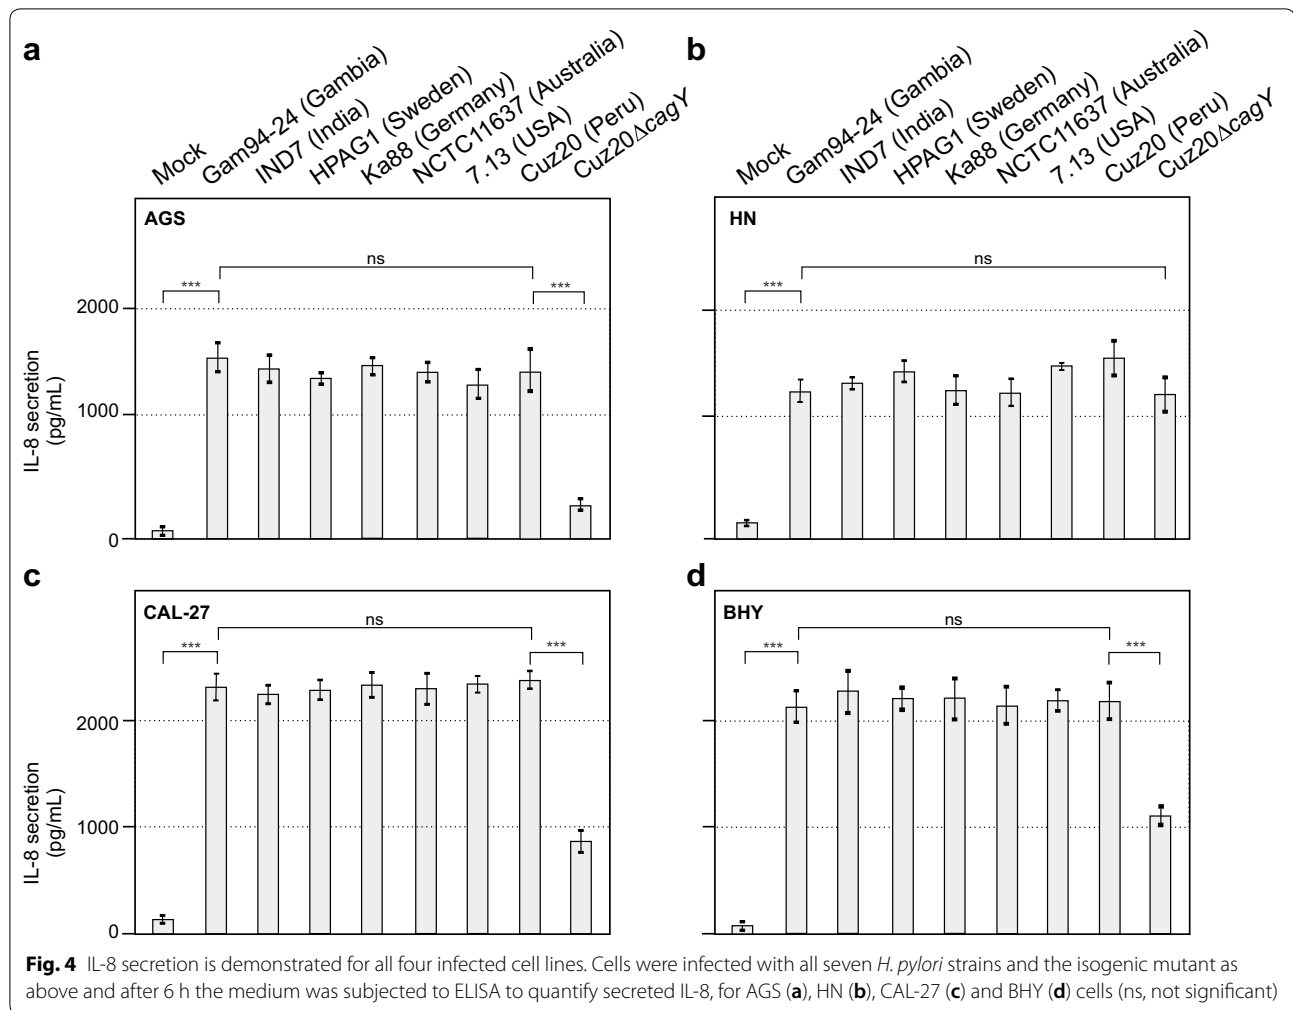 a
Mock
Gam94-24 (Gambia)
IND7 (India)
HPAG1 (Sweden)
Ka88 (Germany)
NCTC11637 (Australia)
7.13 (USA)
Cuz20 (Peru)
Cuz20ΔcagY
AGS
ns
***
***
2000
1000
0
IL-8 secretion
(pg/mL)
b
Mock
Gam94-24 (Gambia)
IND7 (India)
HPAG1 (Sweden)
Ka88 (Germany)
NCTC11637 (Australia)
7.13 (USA)
Cuz20 (Peru)
Cuz20ΔcagY
HN
ns
***
c
CAL-27
ns
***
***
2000
1000
0
IL-8 secretion
(pg/mL)
d
BHY
ns
***
***
Fig. 4 IL-8 secretion is demonstrated for all four infected cell lines. Cells were infected with all seven H. pylori strains and the isogenic mutant as
above and after 6 h the medium was subjected to ELISA to quantify secreted IL-8, for AGS (a), HN (b), CAL-27 (c) and BHY (d) cells (ns, not significant)